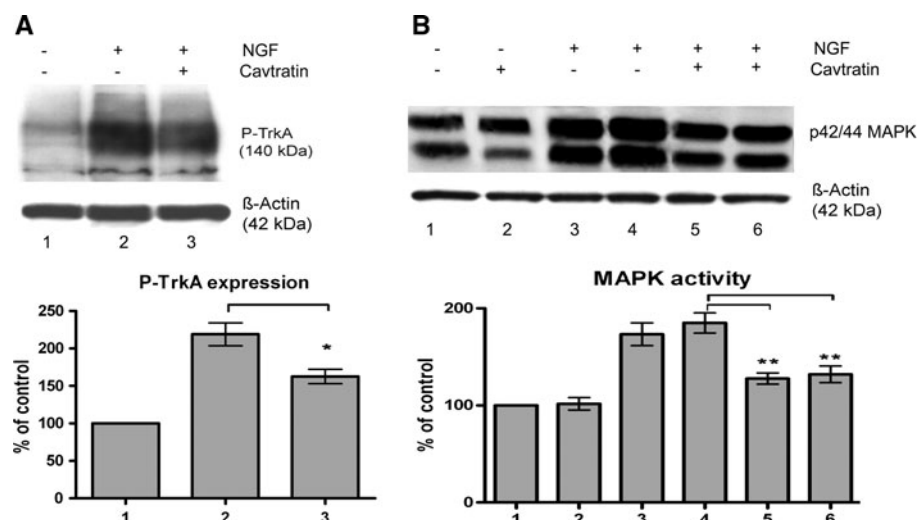 A
- + + NGF
- - + Cavtratin
P-TrkA
(140 kDa)
ß-Actin
(42 kDa)
1 2 3
P-TrkA expression
% of control
250
200
150
100
50
0
*
1 2 3
B
- - + + + + NGF
- + - - + + Cavtratin
p42/44 MAPK
ß-Actin
(42 kDa)
1 2 3 4 5 6
MAPK activity
% of control
200
100
0
** **
1 2 3 4 5 6